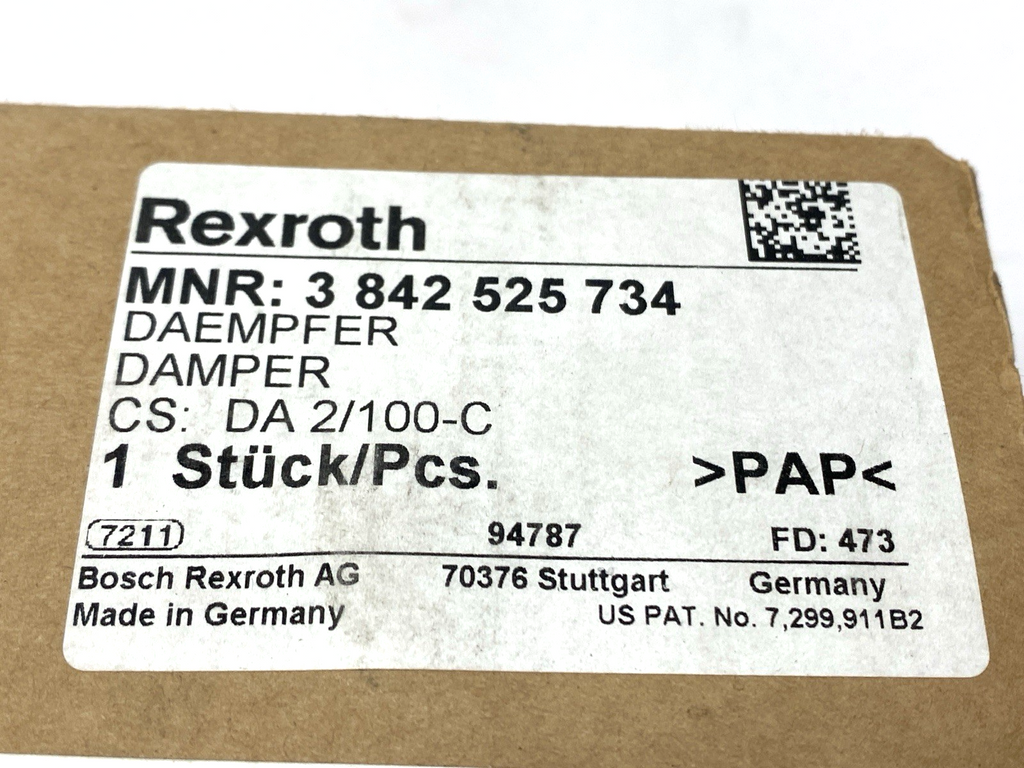 Rexroth
MNR: 3 842 525 734
DAEMPFER
DAMPER
CS: DA 2/100-C
1 Stück/Pcs. >PAP<
7211 94787 FD: 473
Bosch Rexroth AG 70376 Stuttgart Germany
Made in Germany US PAT. No. 7,299,911B2